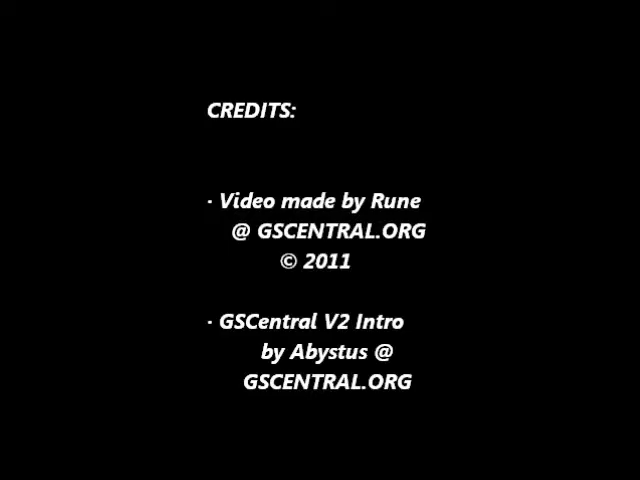 CREDITS:
· Video made by Rune
@ GSCENTRAL.ORG
© 2011
· GSCentral V2 Intro
by Abystus @
GSCENTRAL.ORG